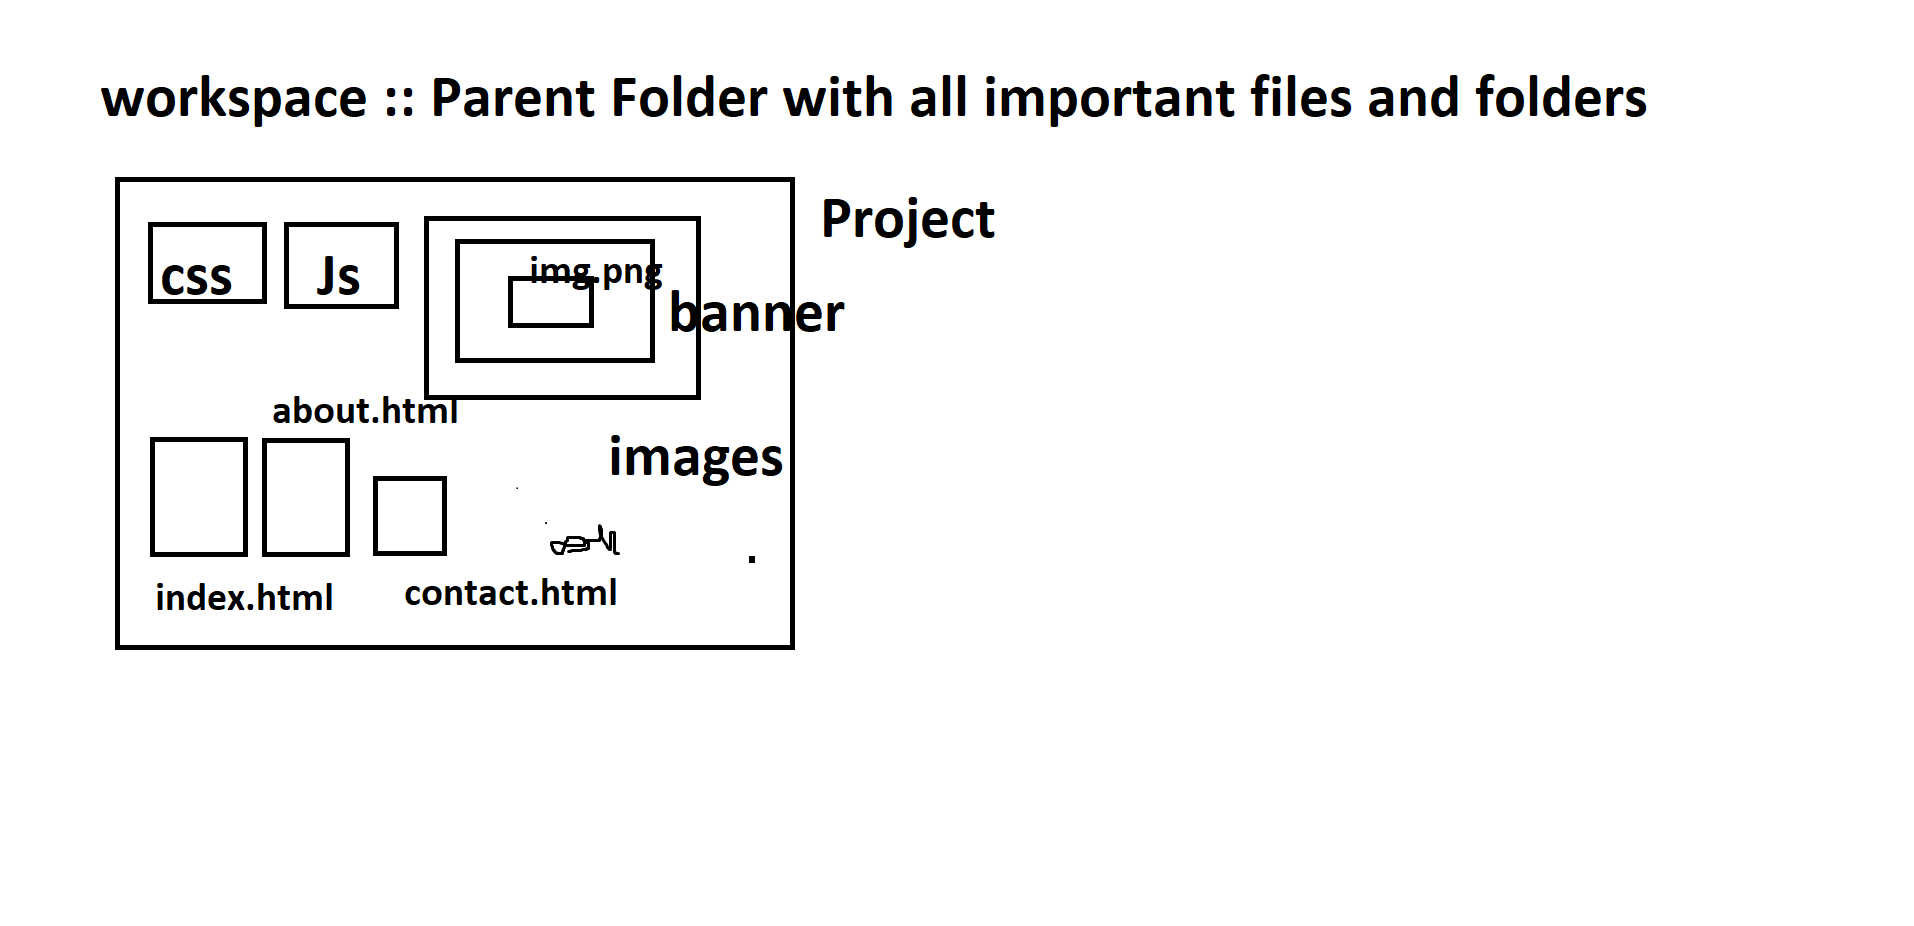 workspace :: Parent Folder with all important files and folders
Project
css
Js
img.png
banner
about.html
images
index.html
contact.html